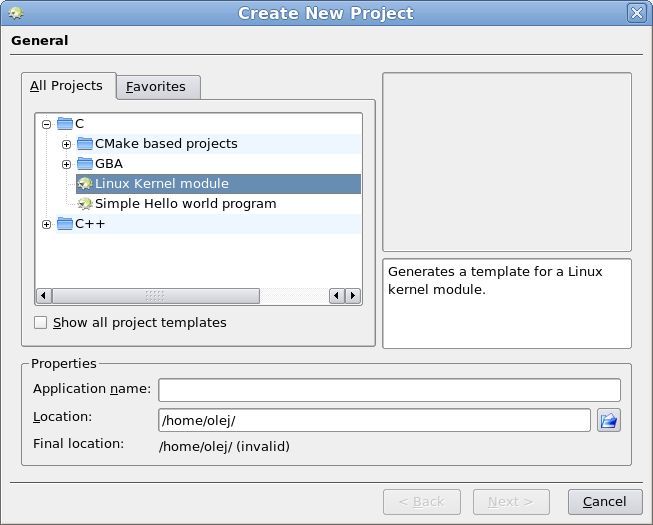 Create New Project
General
All Projects
Favorites
C
CMake based projects
GBA
Linux Kernel module
Simple Hello world program
C++
Generates a template for a Linux
kernel module.
Show all project templates
Properties
Application name:
Location: /home/olej/
Final location: /home/olej/ (invalid)
< Back Next > Cancel